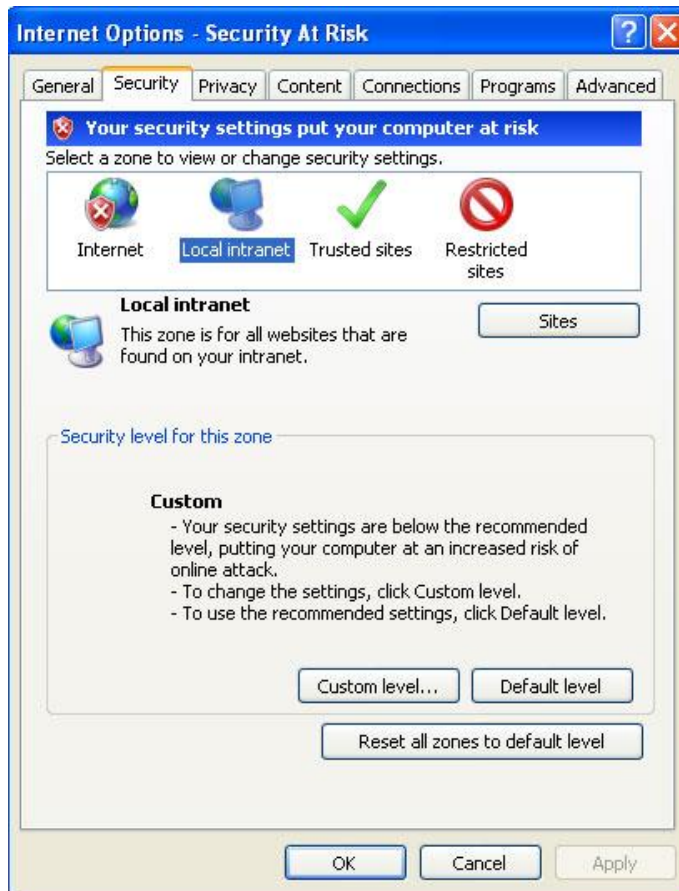 Internet Options - Security At Risk
General Security Privacy Content Connections Programs Advanced
Your security settings put your computer at risk
Select a zone to view or change security settings.
Internet Local intranet Trusted sites Restricted
sites
Local intranet
Sites
This zone is for all websites that are
found on your intranet.
Security level for this zone
Custom
- Your security settings are below the recommended
level, putting your computer at an increased risk of
online attack.
- To change the settings, click Custom level.
- To use the recommended settings, click Default level.
Custom level... Default level
Reset all zones to default level
OK Cancel Apply